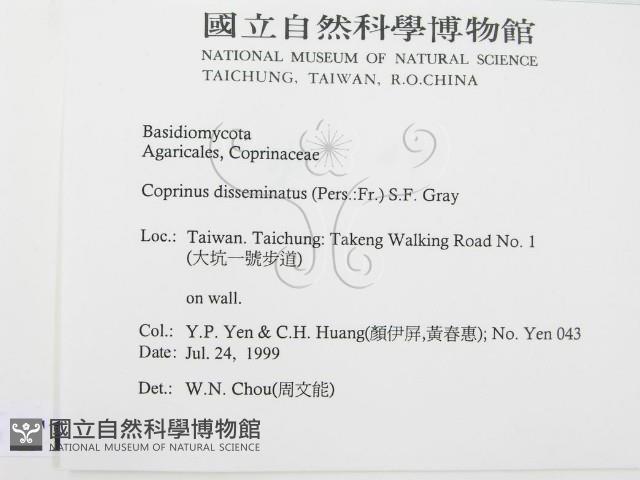 國立自然科學博物館
NATIONAL MUSEUM OF NATURAL SCIENCE
TAICHUNG, TAIWAN, R.O.CHINA
Basidiomycota
Agaricales, Coprinaceae
Coprinus disseminatus (Pers.:Fr.) S.F. Gray
Loc.: Taiwan. Taichung: Takeng Walking Road No. 1
(大坑一號步道)
on wall.
Col.: Y.P. Yen & C.H. Huang(顏伊屏,黃春惠); No. Yen 043
Date: Jul. 24, 1999
Det.: W.N. Chou(周文能)
國立自然科學博物館
NATIONAL MUSEUM OF NATURAL SCIENCE